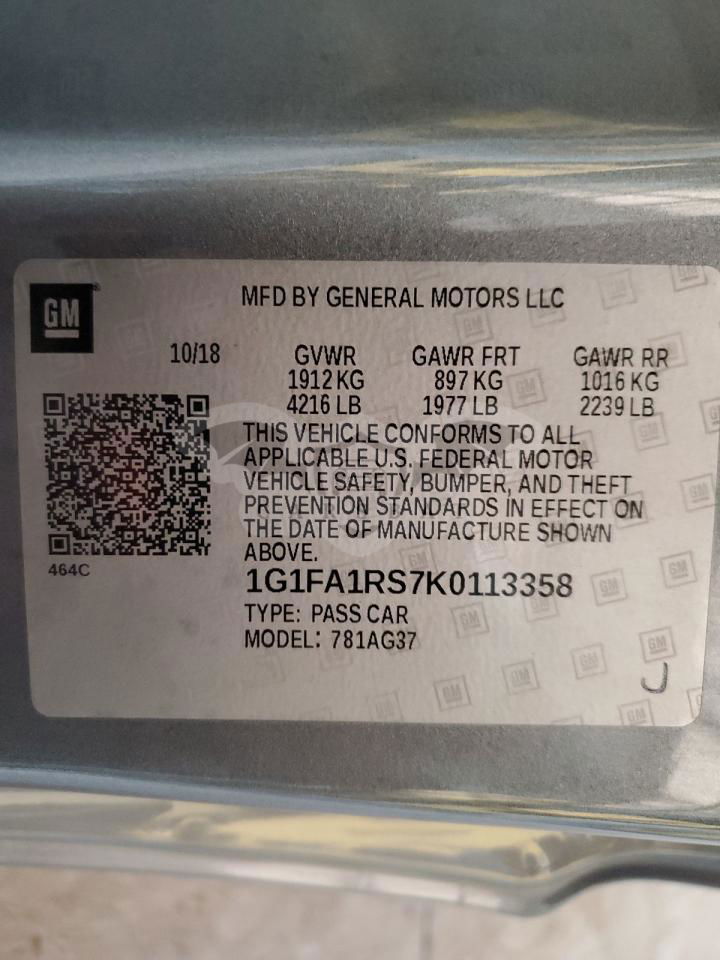 GM
MFD BY GENERAL MOTORS LLC
10/18 GVWR GAWR FRT GAWR RR
1912 KG 897 KG 1016 KG
4216 LB 1977 LB 2239 LB
THIS VEHICLE CONFORMS TO ALL
APPLICABLE U.S. FEDERAL MOTOR
VEHICLE SAFETY, BUMPER, AND THEFT
PREVENTION STANDARDS IN EFFECT ON
THE DATE OF MANUFACTURE SHOWN
ABOVE.
464C
1G1FA1RS7K0113358
TYPE: PASS CAR
MODEL: 781AG37
J